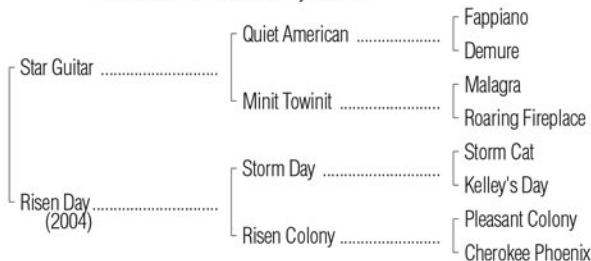 Fappiano
Quiet American ....................
Demure
Star Guitar ............................
Malagra
Minit Towinit ........................
Roaring Fireplace
Storm Cat
Storm Day ............................
Kelley's Day
Risen Day ..............................
(2004)
Pleasant Colony
Risen Colony ........................
Cherokee Phoenix